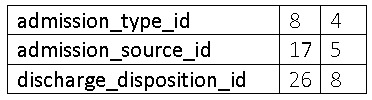 admission_type_id 8 4
admission_source_id 17 5
discharge_disposition_id 26 8